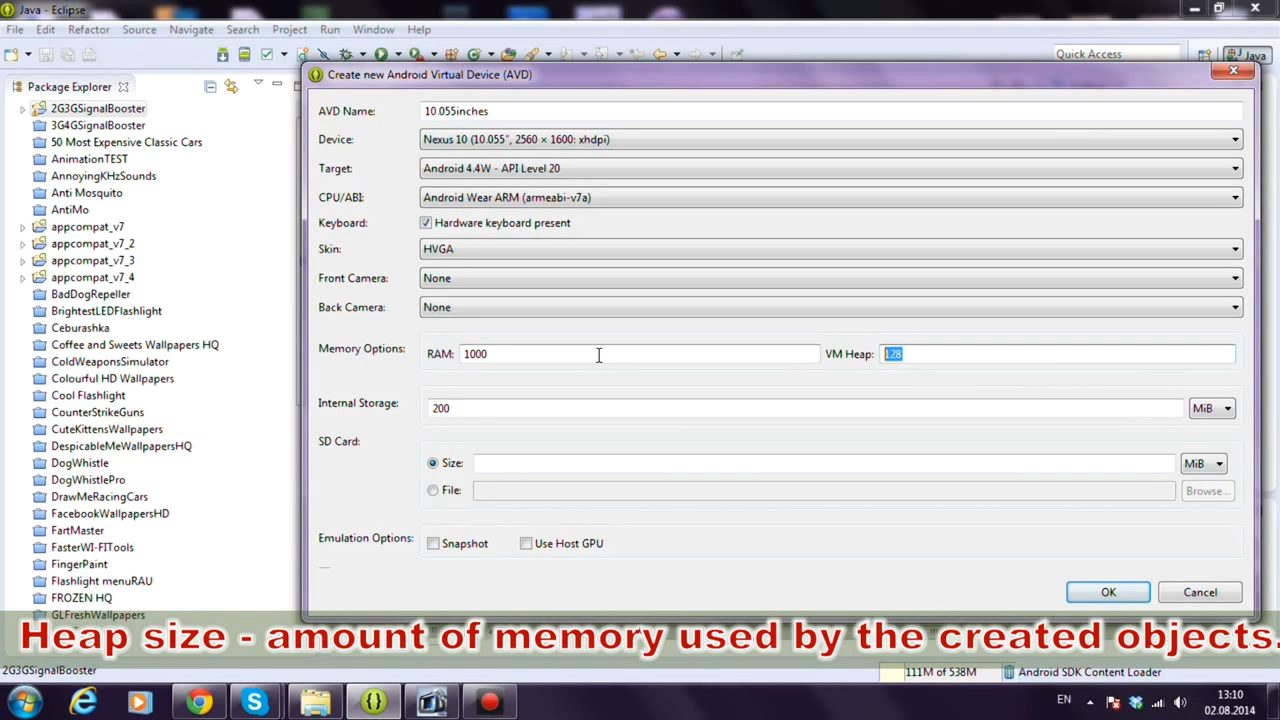 Java - Eclipse
File Edit Refactor Source Navigate Search Project Run Window Help
Quick Access
Java
Package Explorer
2G3GSignalBooster
3G4GSignalBooster
50 Most Expensive Classic Cars
AnimationTEST
AnnoyingKHzSounds
Anti Mosquito
AntiMo
appcompat_v7
appcompat_v7_2
appcompat_v7_3
appcompat_v7_4
BadDogRepeller
BrightestLEDFlashlight
Ceburashka
Coffee and Sweets Wallpapers HQ
ColdWeaponsSimulator
Colourful HD Wallpapers
Cool Flashlight
CounterStrikeGuns
CuteKittensWallpapers
DespicableMeWallpapersHQ
DogWhistle
DogWhistlePro
DrawMeRacingCars
FacebookWallpapersHD
FartMaster
FasterWI-FITools
FingerPaint
Flashlight menuRAU
FROZEN HQ
GLFreshWallpapers
Create new Android Virtual Device (AVD)
AVD Name: 10.055inches
Device: Nexus 10 (10.055", 2560 × 1600: xhdpi)
Target: Android 4.4W - API Level 20
CPU/ABI: Android Wear ARM (armeabi-v7a)
Keyboard: Hardware keyboard present
Skin: HVGA
Front Camera: None
Back Camera: None
Memory Options: RAM: 1000 VM Heap: 128
Internal Storage: 200 MiB
SD Card:
Size: MiB
File: Browse...
Emulation Options: Snapshot Use Host GPU
OK Cancel
Heap size - amount of memory used by the created objects.
2G3GSignalBooster
111M of 538M
Android SDK Content Loader
EN
13:10
02.08.2014